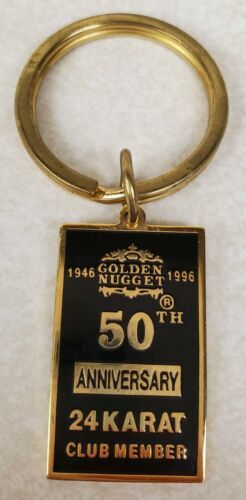 1946 GOLDEN 1996
NUGGET ®
50TH
ANNIVERSARY
24 KARAT
CLUB MEMBER